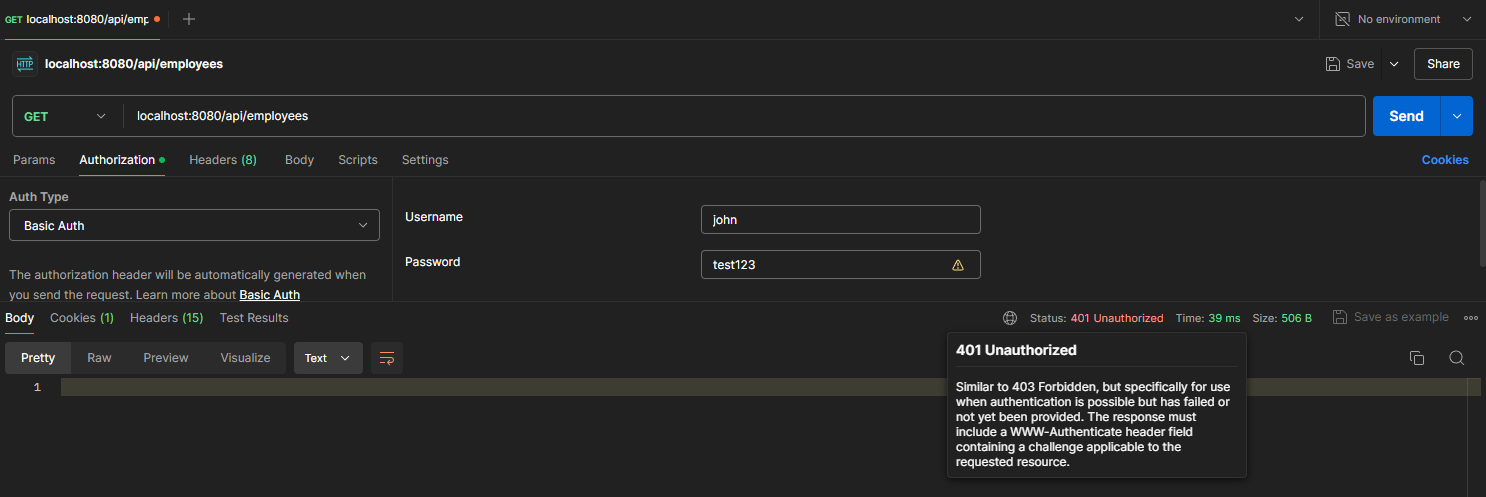 GET localhost:8080/api/emp
No environment
HTTP localhost:8080/api/employees
Save
Share
GET
localhost:8080/api/employees
Send
Params
Authorization
Headers (8)
Body
Scripts
Settings
Cookies
Auth Type
Basic Auth
The authorization header will be automatically generated when
you send the request. Learn more about Basic Auth
Username
john
Password
test123
Body
Cookies (1)
Headers (15)
Test Results
Status: 401 Unauthorized
Time: 39 ms
Size: 506 B
Save as example
Pretty
Raw
Preview
Visualize
Text
1
401 Unauthorized
Similar to 403 Forbidden, but specifically for use
when authentication is possible but has failed or
not yet been provided. The response must
include a WWW-Authenticate header field
containing a challenge applicable to the
requested resource.